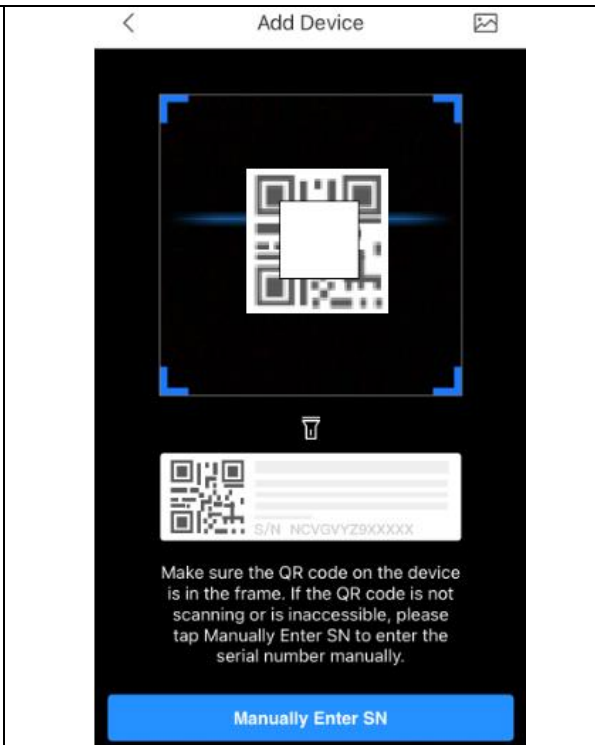 Add Device
S/N NCVGVYZ9XXXXX
Make sure the QR code on the device
is in the frame. If the QR code is not
scanning or is inaccessible, please
tap Manually Enter SN to enter the
serial number manually.
Manually Enter SN